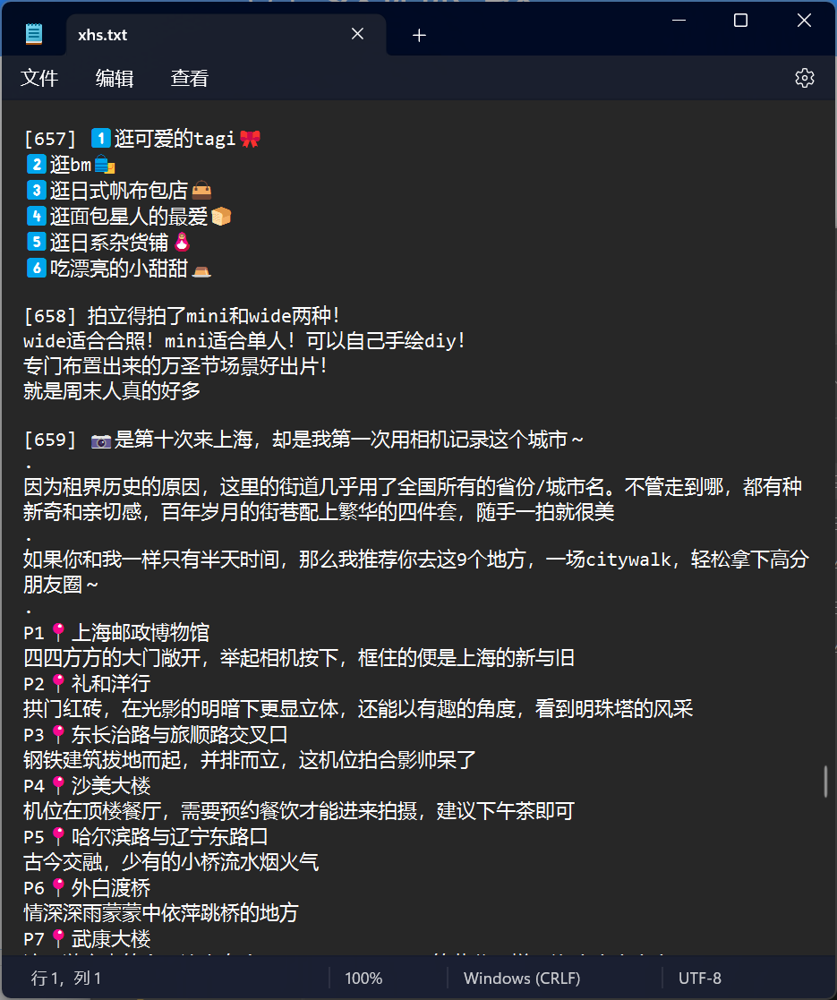 xhs.txt
文件 编辑 查看
[657] 1️⃣逛可爱的tagi🎀
2️⃣逛bm🛍️
3️⃣逛日式帆布包店👜
4️⃣逛面包星人的最爱🍞
5️⃣逛日系杂货铺🪆
6️⃣吃漂亮的小甜甜🍮
[658] 拍立得拍了mini和wide两种!
wide适合合照! mini适合单人! 可以自己手绘diy!
专门布置出来的万圣节场景好出片!
就是周末人真的好多
[659] 📷是第十次来上海，却是我第一次用相机记录这个城市～
.
因为租界历史的原因，这里的街道几乎用了全国所有的省份/城市名。不管走到哪，都有种
新奇和亲切感，百年岁月的街巷配上繁华的四件套，随手一拍就很美
.
如果你和我一样只有半天时间，那么我推荐你去这9个地方，一场citywalk，轻松拿下高分
朋友圈～
.
P1📍上海邮政博物馆
四四方方的大门敞开，举起相机按下，框住的便是上海的新与旧
P2📍礼和洋行
拱门红砖，在光影的明暗下更显立体，还能以有趣的角度，看到明珠塔的风采
P3📍东长治路与旅顺路交叉口
钢铁建筑拔地而起，并排而立，这机位拍合影帅呆了
P4📍沙美大楼
机位在顶楼餐厅，需要预约餐饮才能进来拍摄，建议下午茶即可
P5📍哈尔滨路与辽宁东路口
古今交融，少有的小桥流水烟火气
P6📍外白渡桥
情深深雨蒙蒙中依萍跳桥的地方
P7📍武康大楼
行 1，列 1 100% Windows (CRLF) UTF-8